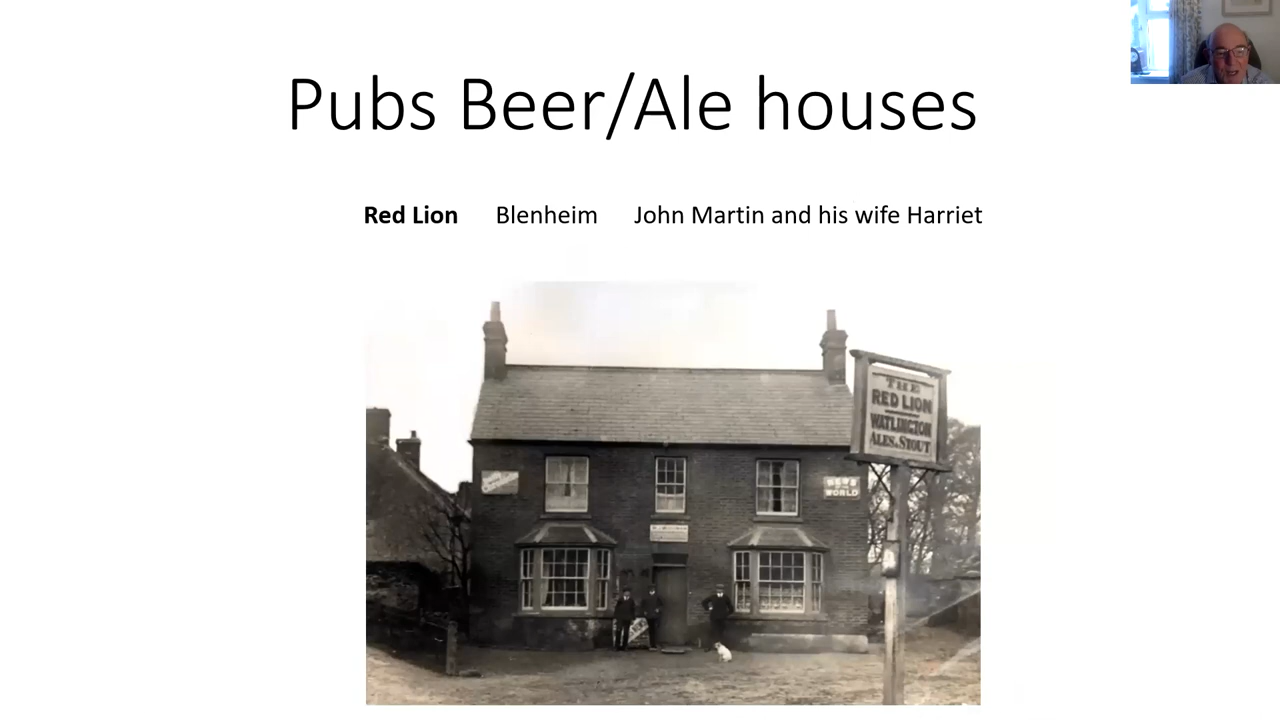 Pubs Beer/Ale houses
Red Lion Blenheim John Martin and his wife Harriet
THE
RED LION
WATLINGTON
ALES & STOUT
NEWS
WORLD